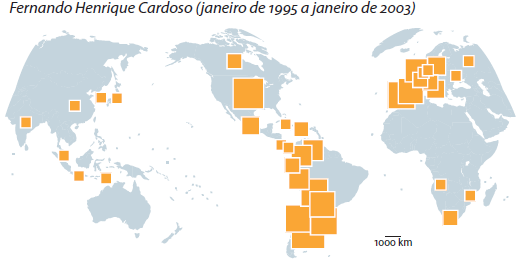 Fernando Henrique Cardoso (janeiro de 1995 a janeiro de 2003)
1000 km